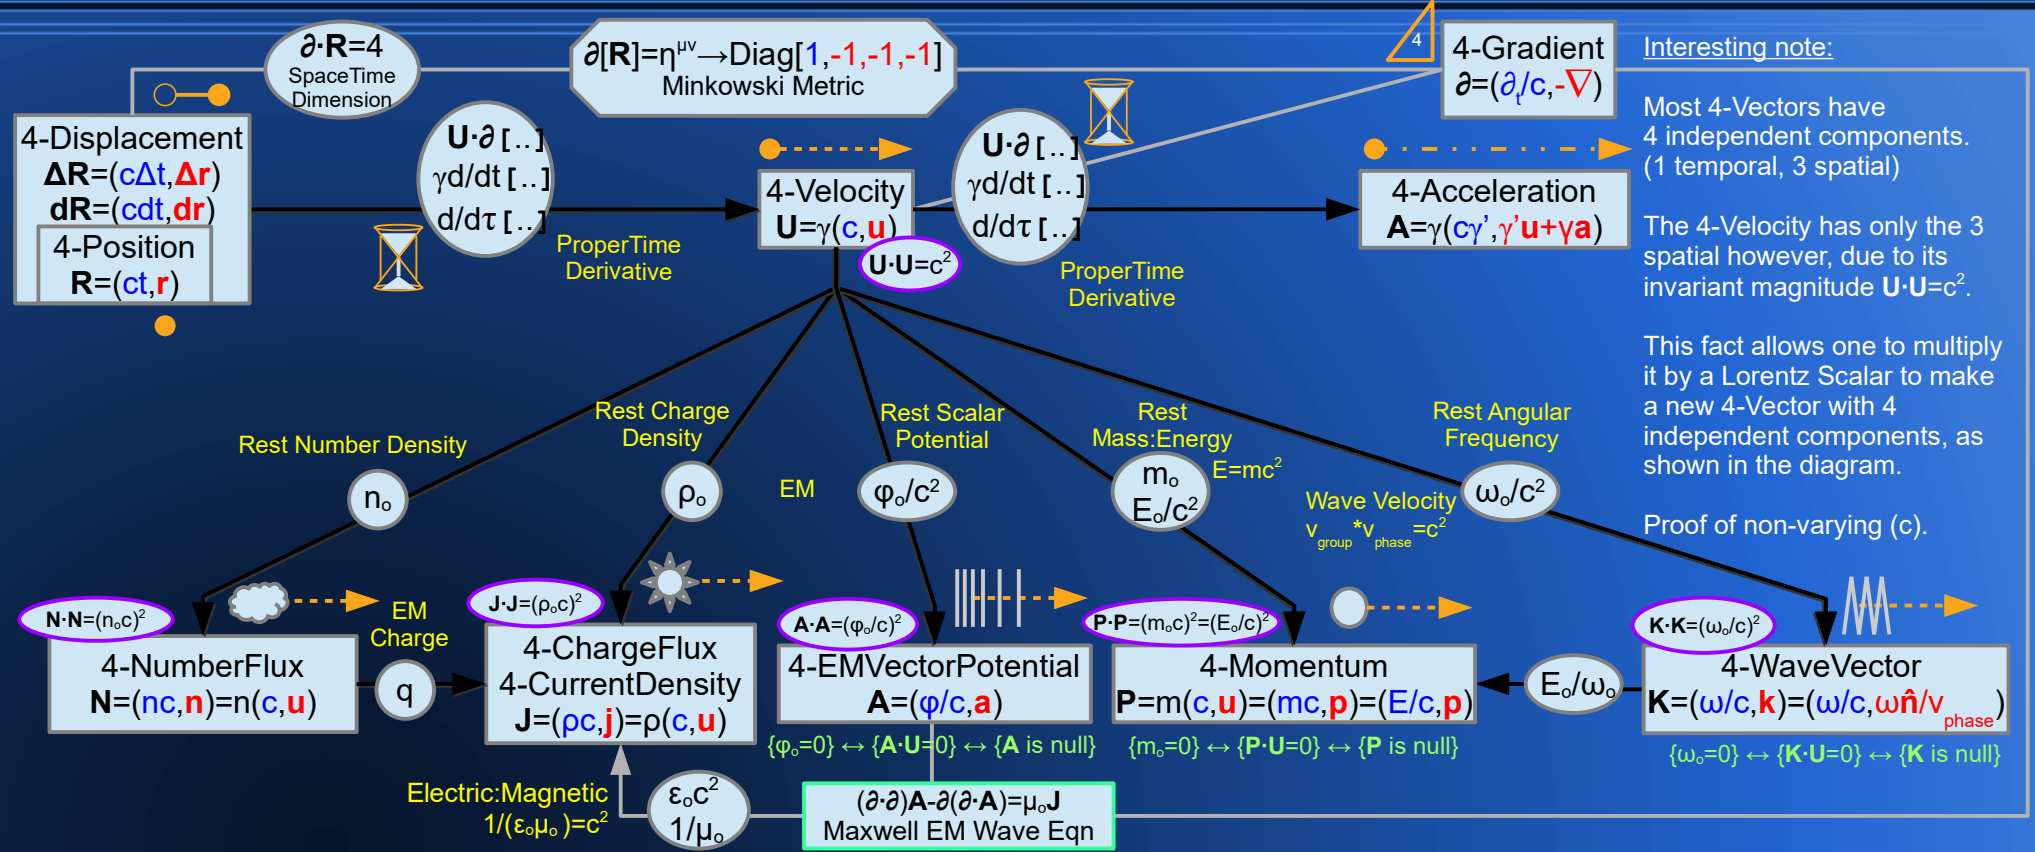 ∂·R=4
SpaceTime
Dimension
∂[R]=η^μν→Diag[1,-1,-1,-1]
Minkowski Metric
4
4-Gradient
∂=(∂ₜ/c,-∇)
4-Displacement
ΔR=(cΔt,Δr)
dR=(cdt,dr)
4-Position
R=(ct,r)
U·∂[..]
γd/dt[..]
d/dτ[..]
ProperTime
Derivative
4-Velocity
U=γ(c,u)
U·U=c²
U·∂[..]
γd/dt[..]
d/dτ[..]
ProperTime
Derivative
4-Acceleration
A=γ(cγ’,γ’u+γa)
Interesting note:
Most 4-Vectors have
4 independent components.
(1 temporal, 3 spatial)
The 4-Velocity has only the 3
spatial however, due to its
invariant magnitude U·U=c².
This fact allows one to multiply
it by a Lorentz Scalar to make
a new 4-Vector with 4
independent components, as
shown in the diagram.
Proof of non-varying (c).
Rest Number Density
nₒ
Rest Charge
Density
ρₒ
EM
Rest Scalar
Potential
φₒ/c²
Rest
Mass:Energy
mₒ
Eₒ/c²
E=mc²
Rest Angular
Frequency
ωₒ/c²
Wave Velocity
v_group*v_phase=c²
N·N=(nₒc)²
4-NumberFlux
N=(nc,n)=n(c,u)
EM
Charge
q
J·J=(ρₒc)²
4-ChargeFlux
4-CurrentDensity
J=(ρc,j)=ρ(c,u)
A·A=(φₒ/c)²
4-EMVectorPotential
A=(φ/c,a)
{φₒ=0} ↔ {A·U=0} ↔ {A is null}
P·P=(mₒc)²=(Eₒ/c)²
4-Momentum
P=m(c,u)=(mc,p)=(E/c,p)
{mₒ=0} ↔ {P·U=0} ↔ {P is null}
Eₒ/ωₒ
K·K=(ωₒ/c)²
4-WaveVector
K=(ω/c,k)=(ω/c,ωn̂/v_phase)
{ωₒ=0} ↔ {K·U=0} ↔ {K is null}
Electric:Magnetic
1/(εₒμₒ)=c²
εₒc²
1/μₒ
(∂·∂)A-∂(∂·A)=μₒJ
Maxwell EM Wave Eqn